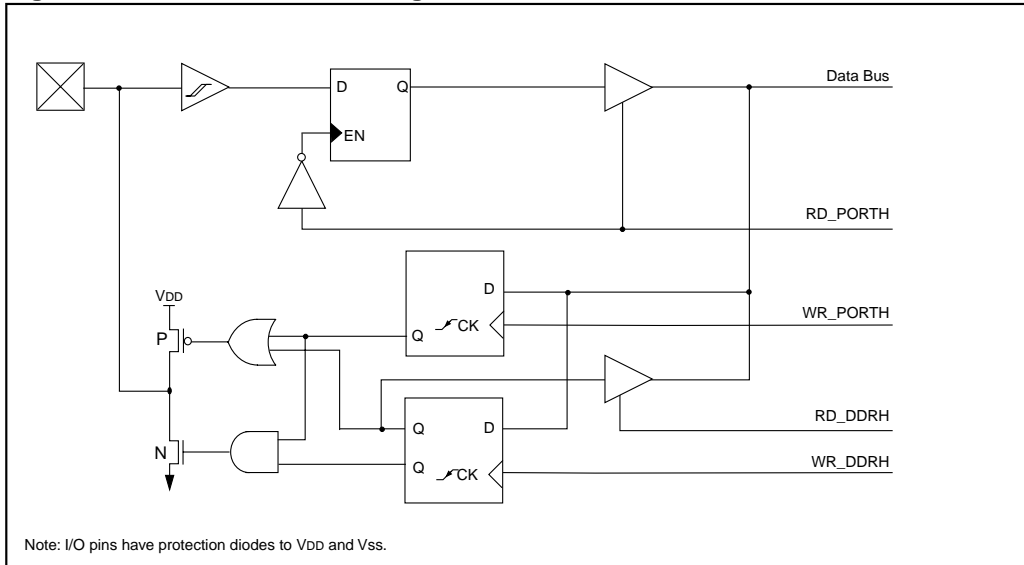 Data Bus
D Q
EN
RD_PORTH
VDD
D
WR_PORTH
Q CK
P
RD_DDRH
N
Q D
Q
CK
WR_DDRH
Note: I/O pins have protection diodes to VDD and Vss.